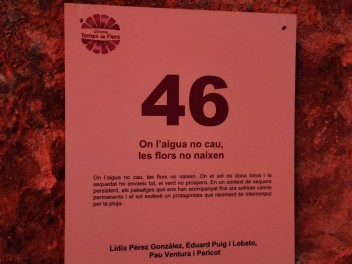 Girona
Temps de Flors
46
On l'aigua no cau,
les flors no naixen
On l'aigua no cau, les flors no naixen. On el sol no dona treva i la
sequedat ho envaeix tot, el verd no prospera. En un context de sequera
persistent, els paisatges que ens han acompanyat fins ara sofriran canvis
permanents i el sol esdevé un protagonista que rarament és interromput
per la pluja.
Lídia Pérez González, Eduard Puig i Lobato,
Pau Ventura i Pericot